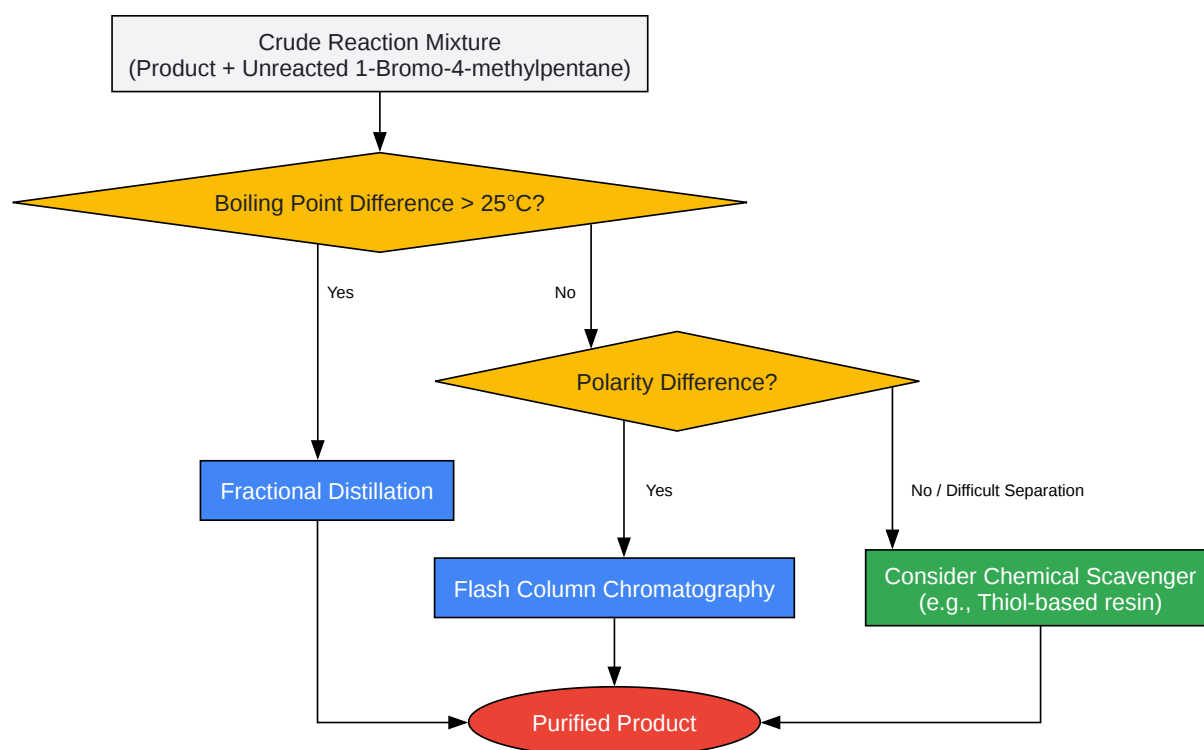 Crude Reaction Mixture
(Product + Unreacted 1-Bromo-4-methylpentane)
Boiling Point Difference > 25°C?
Yes
No
Polarity Difference?
Fractional Distillation
Yes
No / Difficult Separation
Flash Column Chromatography
Consider Chemical Scavenger
(e.g., Thiol-based resin)
Purified Product